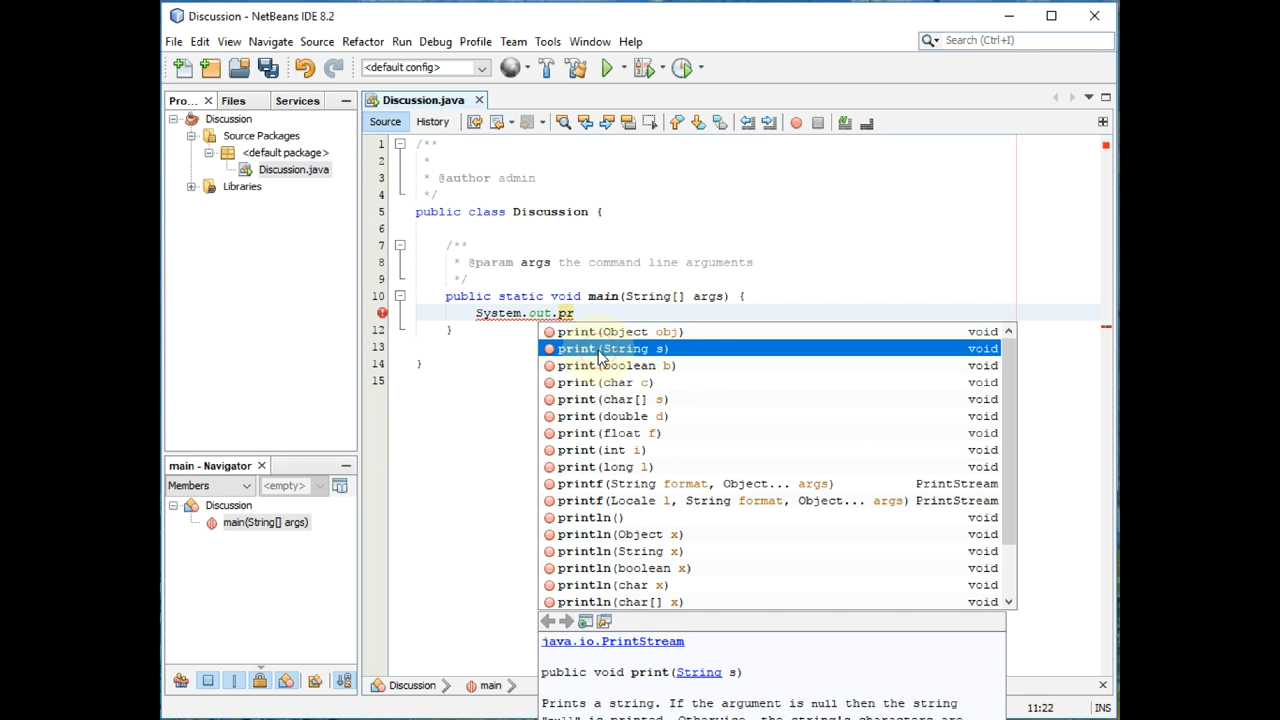 Discussion - NetBeans IDE 8.2
File Edit View Navigate Source Refactor Run Debug Profile Team Tools Window Help
Search (Ctrl+I)
<default config>
Pro... Files Services
Discussion
Source Packages
<default package>
Discussion.java
Libraries
Discussion.java
Source History
1 /**
2 *
3 * @author admin
4 */
5 public class Discussion {
6
7 /**
8 * @param args the command line arguments
9 */
10 public static void main(String[] args) {
System.out.pr
12 }
13
14 }
15
print(Object obj) void
print(String s) void
print(boolean b) void
print(char c) void
print(char[] s) void
print(double d) void
print(float f) void
print(int i) void
print(long l) void
printf(String format, Object... args) PrintStream
printf(Locale l, String format, Object... args) PrintStream
println() void
println(Object x) void
println(String x) void
println(boolean x) void
println(char x) void
println(char[] x) void
java.io.PrintStream
public void print(String s)
Prints a string. If the argument is null then the string
"null" is printed. Otherwise, the string's characters are
main - Navigator
Members <empty>
Discussion
main(String[] args)
Discussion main
11:22 INS